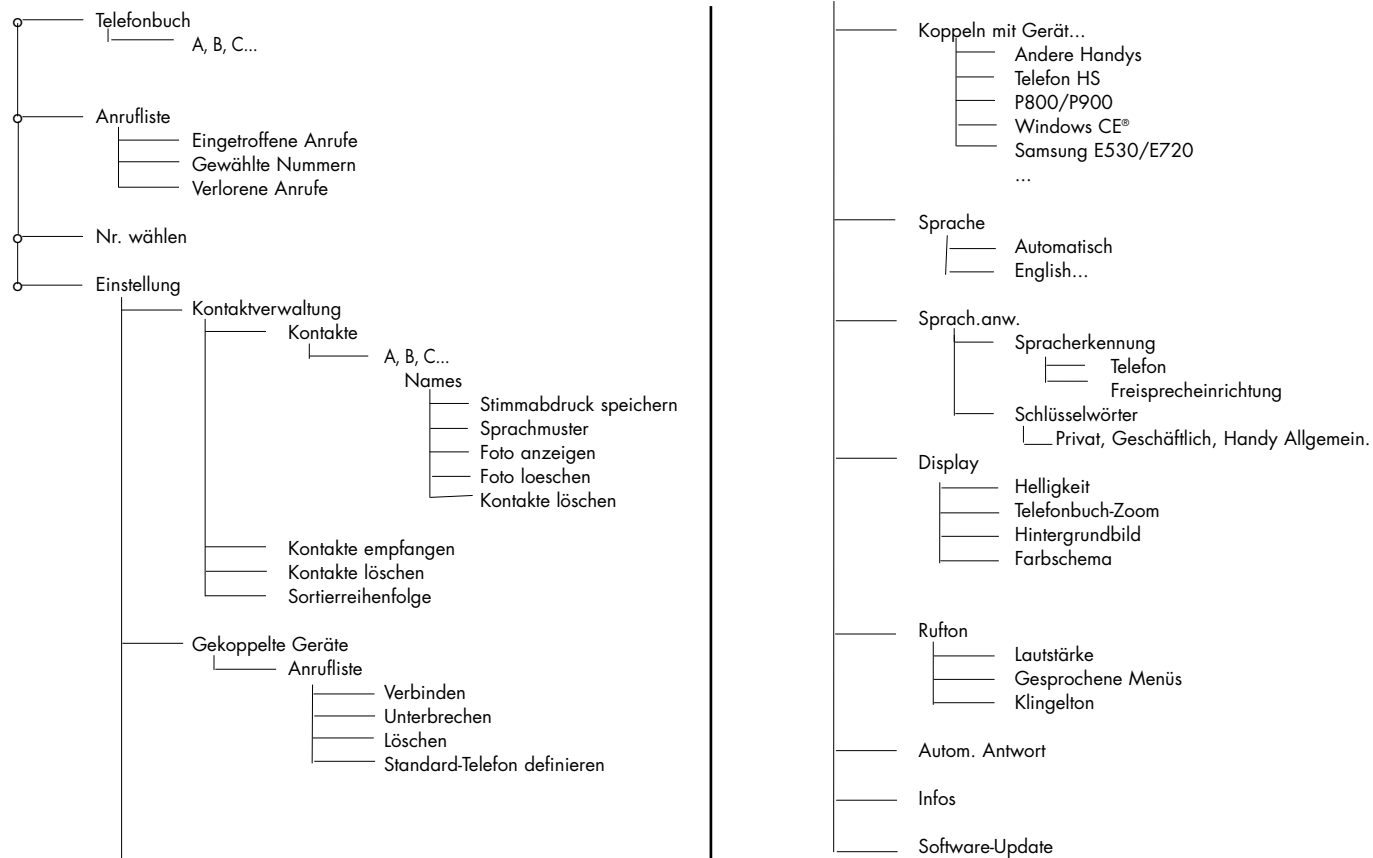 Telefonbuch
A, B, C...
Anrufliste
Eingetroffene Anrufe
Gewählte Nummern
Verlorene Anrufe
Nr. wählen
Einstellung
Kontaktverwaltung
Kontakte
A, B, C...
Names
Stimmabdruck speichern
Sprachmuster
Foto anzeigen
Foto loeschen
Kontakte löschen
Kontakte empfangen
Kontakte löschen
Sortierreihenfolge
Gekoppelte Geräte
Anrufliste
Verbinden
Unterbrechen
Löschen
Standard-Telefon definieren
Koppeln mit Gerät...
Andere Handys
Telefon HS
P800/P900
Windows CE®
Samsung E530/E720
...
Sprache
Automatisch
English...
Sprach.anw.
Spracherkennung
Telefon
Freisprecheinrichtung
Schlüsselwörter
Privat, Geschäftlich, Handy Allgemein.
Display
Helligkeit
Telefonbuch-Zoom
Hintergrundbild
Farbschema
Rufton
Lautstärke
Gesprochene Menüs
Klingelton
Autom. Antwort
Infos
Software-Update